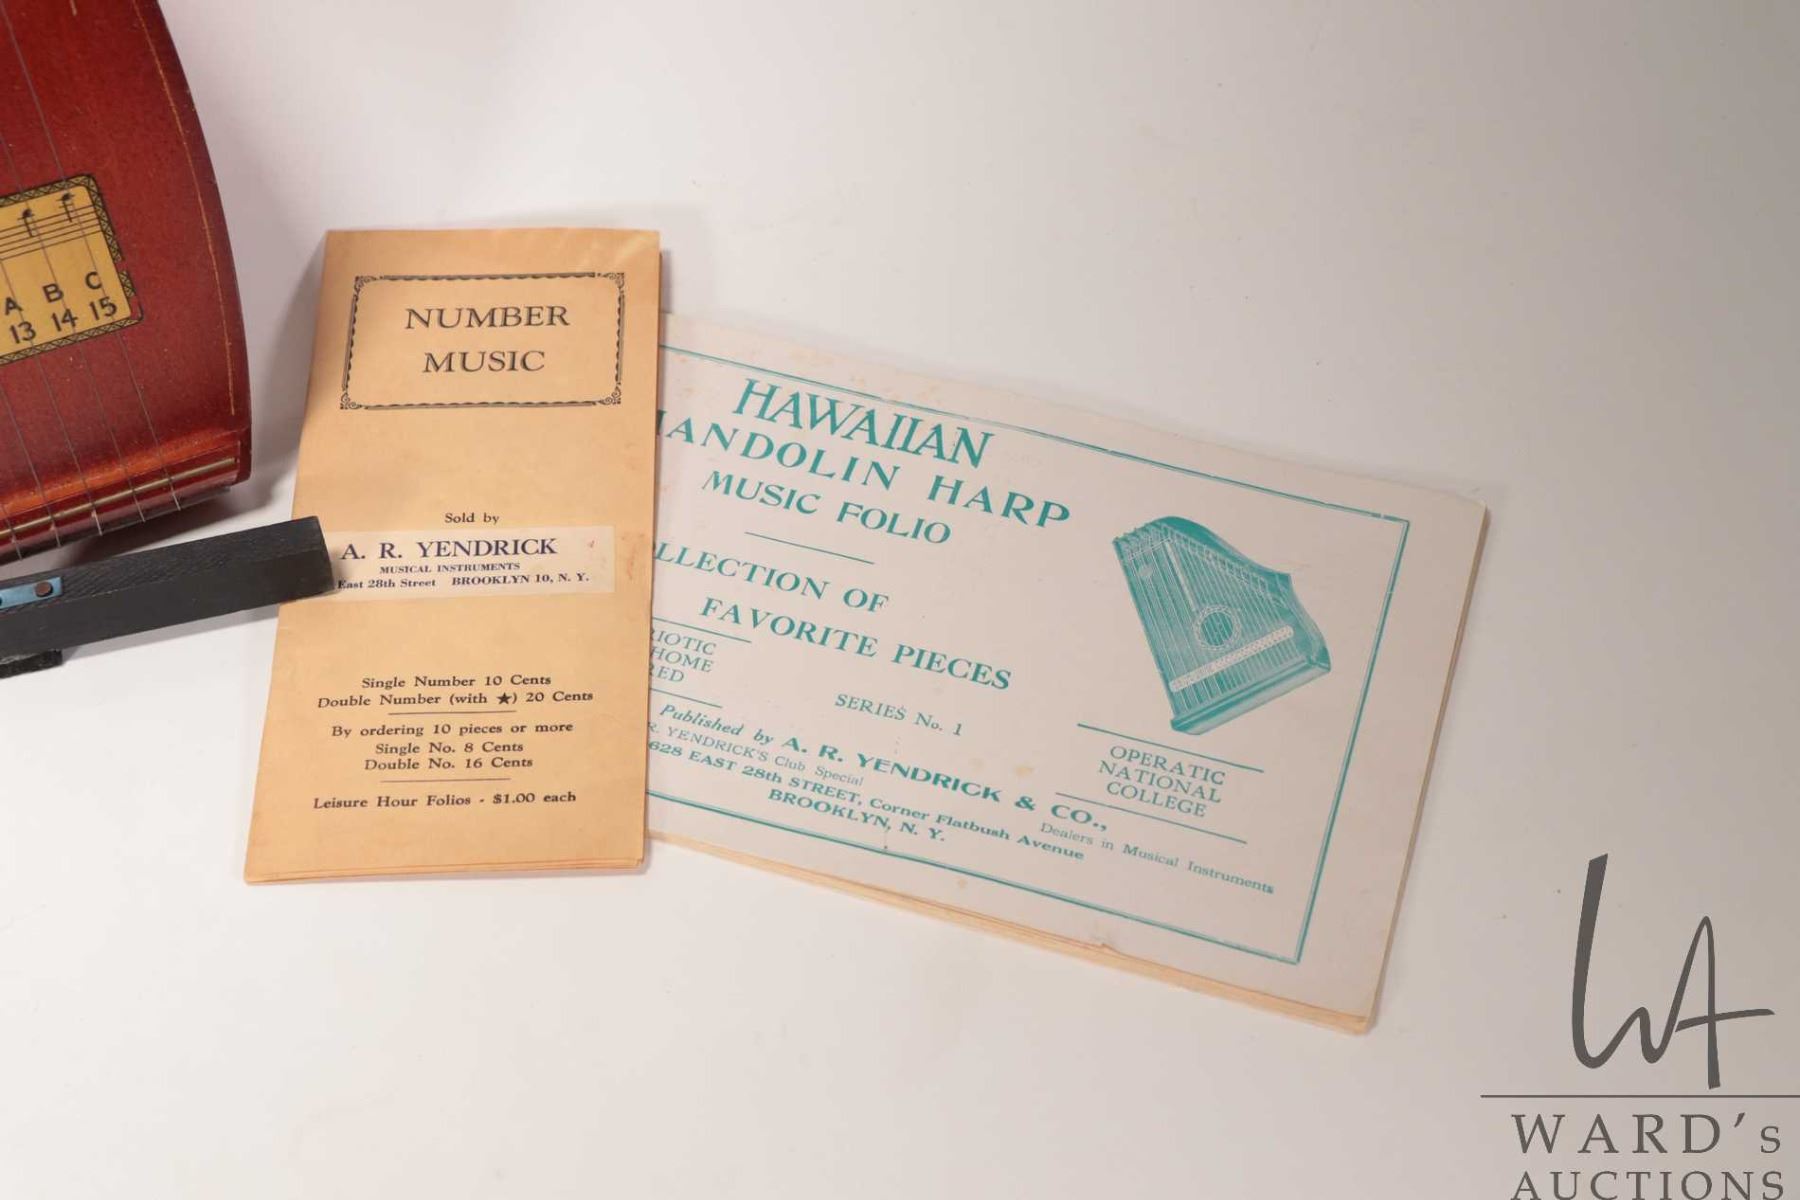 A B C
13 14 15
NUMBER
MUSIC
Sold by
A. R. YENDRICK
MUSICAL INSTRUMENTS
East 28th Street BROOKLYN 10, N. Y.
Single Number 10 Cents
Double Number (with ★) 20 Cents
By ordering 10 pieces or more
Single No. 8 Cents
Double No. 16 Cents
Leisure Hour Folios - $1.00 each
HAWAIIAN
ANDOLIN HARP
MUSIC FOLIO
LLECTION OF
FAVORITE PIECES
RIOTIC
HOME
RED
SERIES No. 1
Published by A. R. YENDRICK & CO.,
R. YENDRICK'S Club Special
Dealers in Musical Instruments
628 EAST 28th STREET, Corner Flatbush Avenue
BROOKLYN, N. Y.
OPERATIC
NATIONAL
COLLEGE
WA
WARD's
AUCTIONS